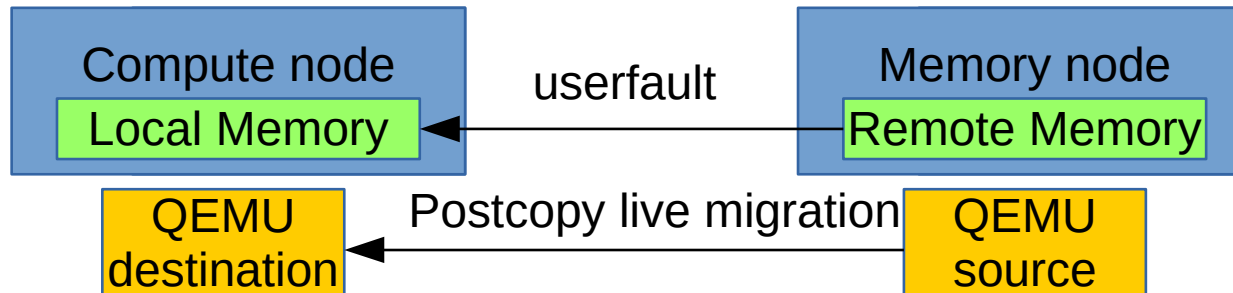 Compute node
Memory node
userfault
Local Memory
Remote Memory
Postcopy live migration
QEMU
destination
QEMU
source